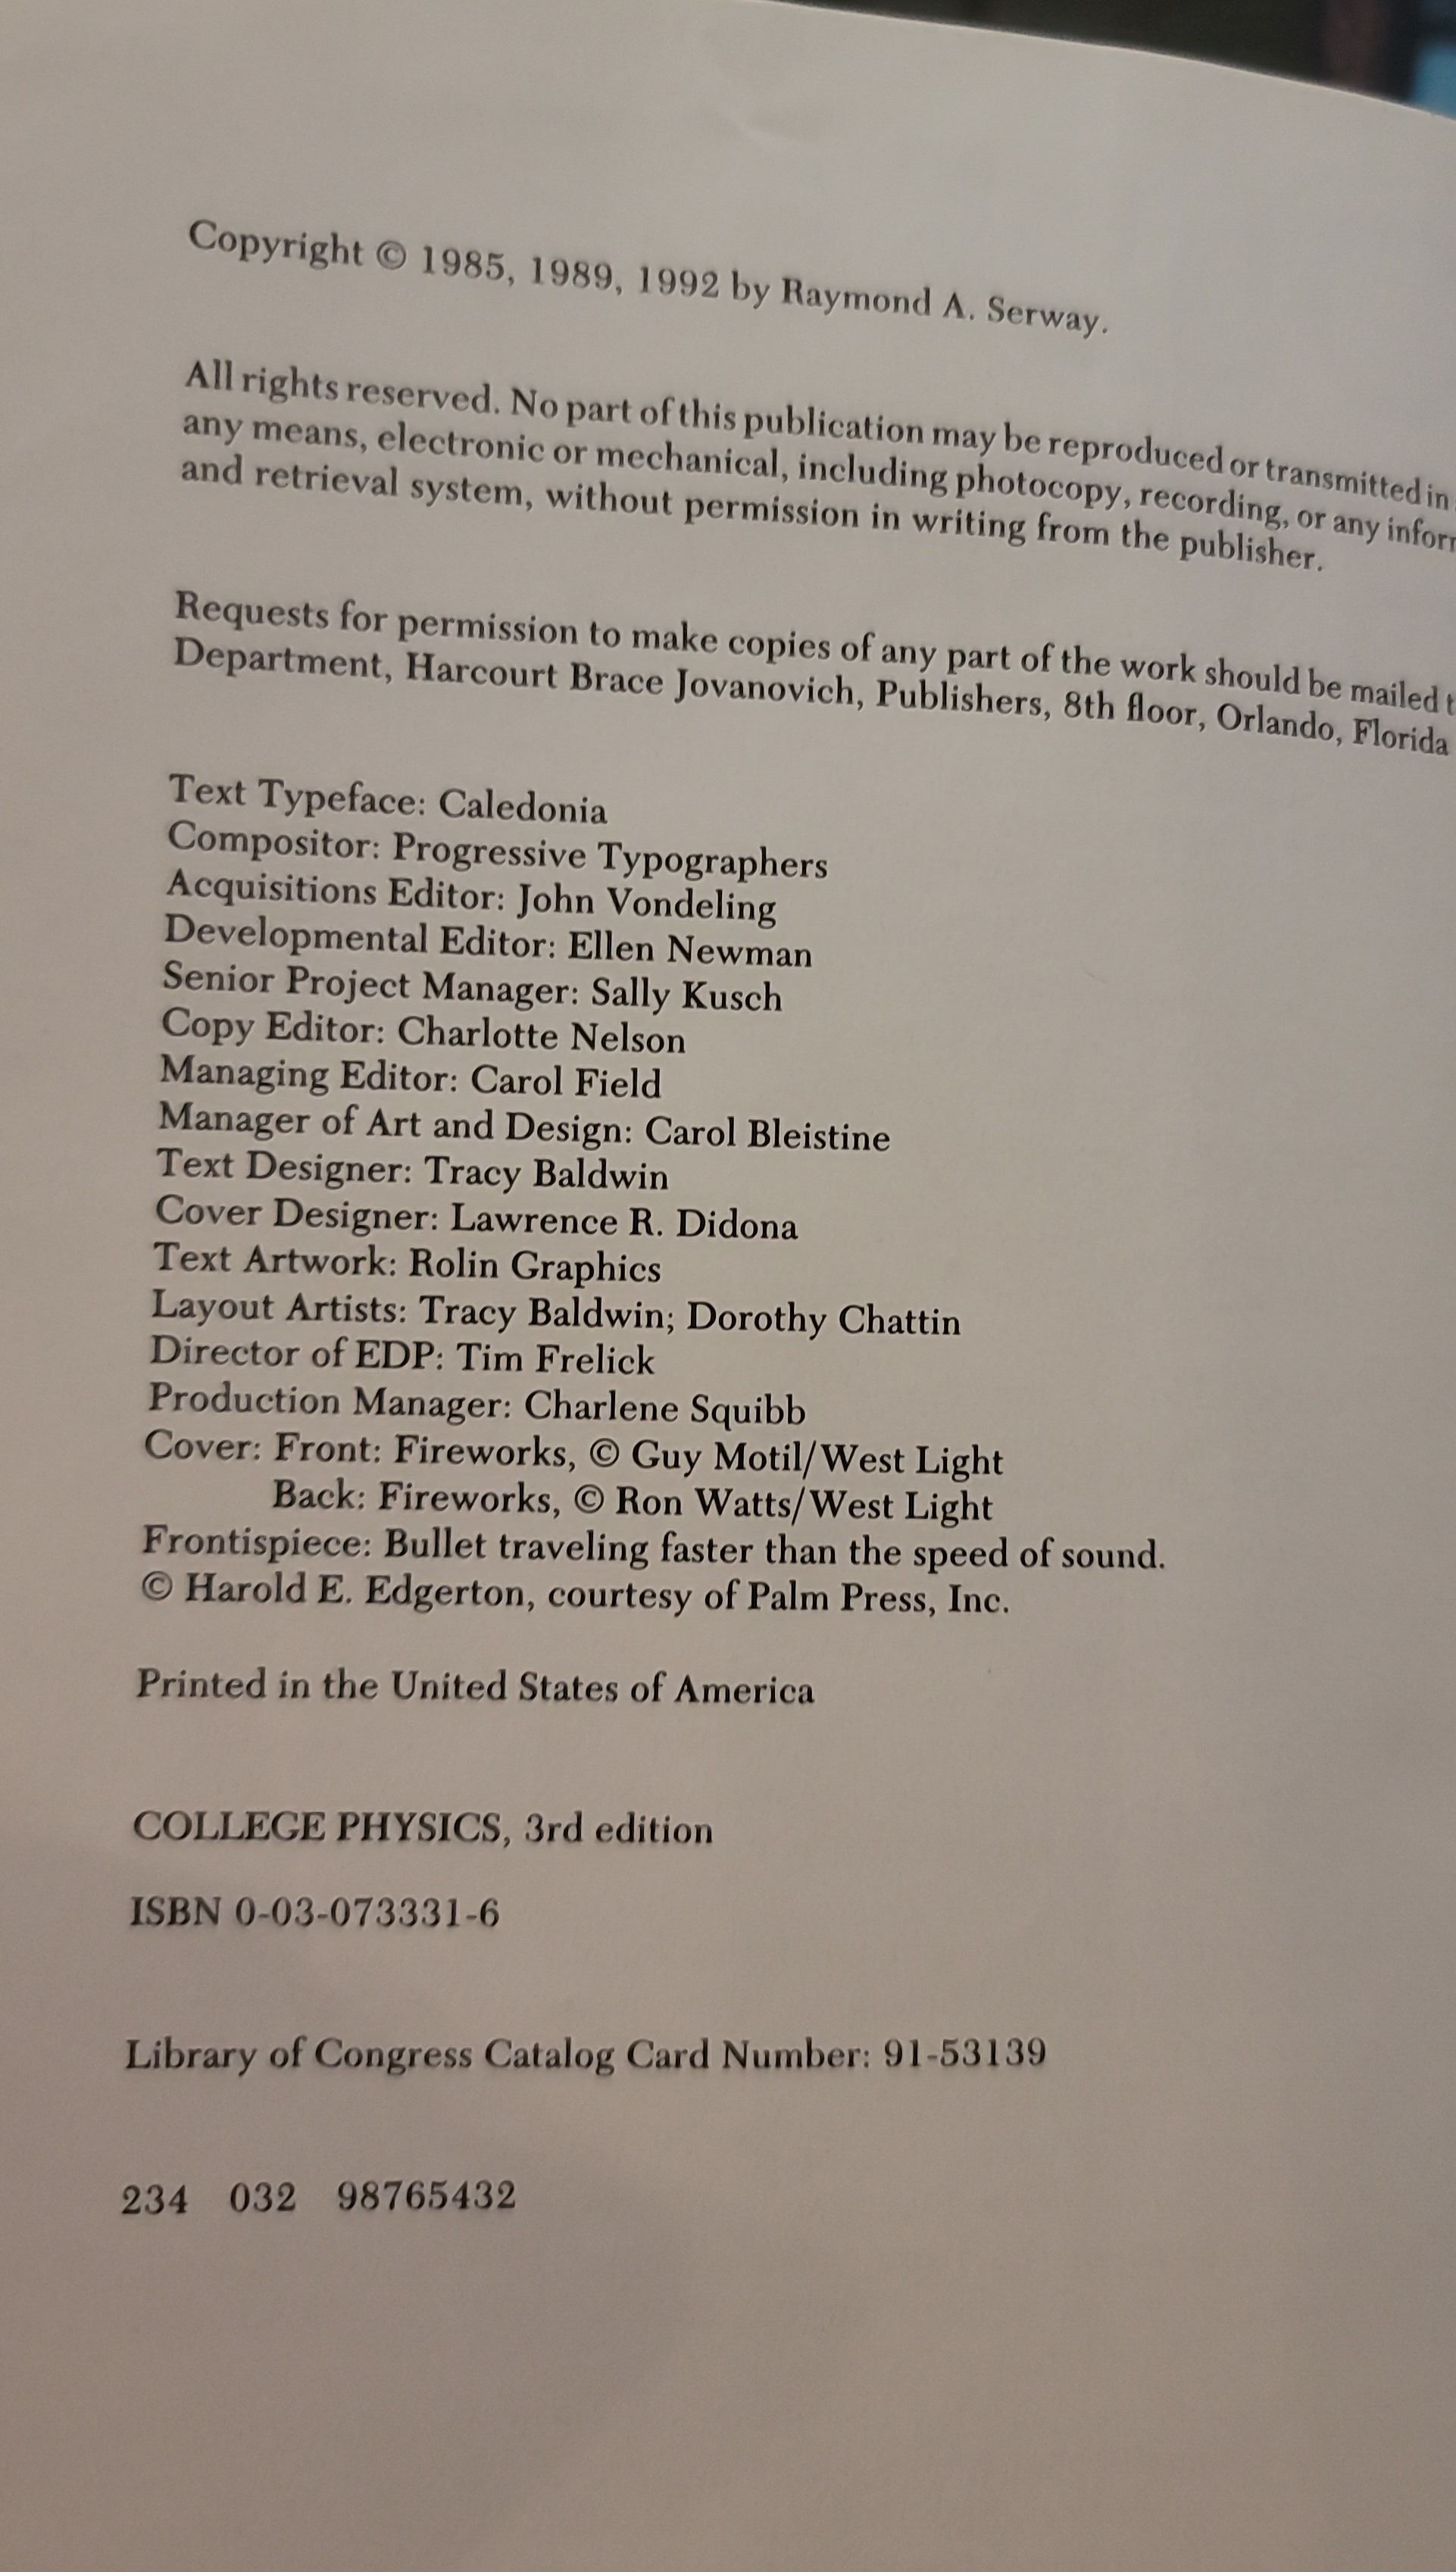 Copyright © 1985, 1989, 1992 by Raymond A. Serway.
All rights reserved. No part of this publication may be reproduced or transmitted in
any means, electronic or mechanical, including photocopy, recording, or any
and retrieval system, without permission in writing from the publisher.
Requests for permission to make copies of any part of the work should be mailed
Department, Harcourt Brace Jovanovich, Publishers, 8th floor, Orlando, Florida
Text Typeface: Caledonia
Compositor: Progressive Typographers
Acquisitions Editor: John Vondeling
Developmental Editor: Ellen Newman
Senior Project Manager: Sally Kusch
Copy Editor: Charlotte Nelson
Managing Editor: Carol Field
Manager of Art and Design: Carol Bleistine
Text Designer: Tracy Baldwin
Cover Designer: Lawrence R. Didona
Text Artwork: Rolin Graphics
Layout Artists: Tracy Baldwin; Dorothy Chattin
Director of EDP: Tim Frelick
Production Manager: Charlene Squibb
Cover: Front: Fireworks, © Guy Motil/West Light
Back: Fireworks, © Ron Watts/West Light
Frontispiece: Bullet traveling faster than the speed of sound.
© Harold E. Edgerton, courtesy of Palm Press, Inc.
Printed in the United States of America
COLLEGE PHYSICS, 3rd edition
ISBN 0-03-073331-6
Library of Congress Catalog Card Number: 91-53139
234 032 98765432